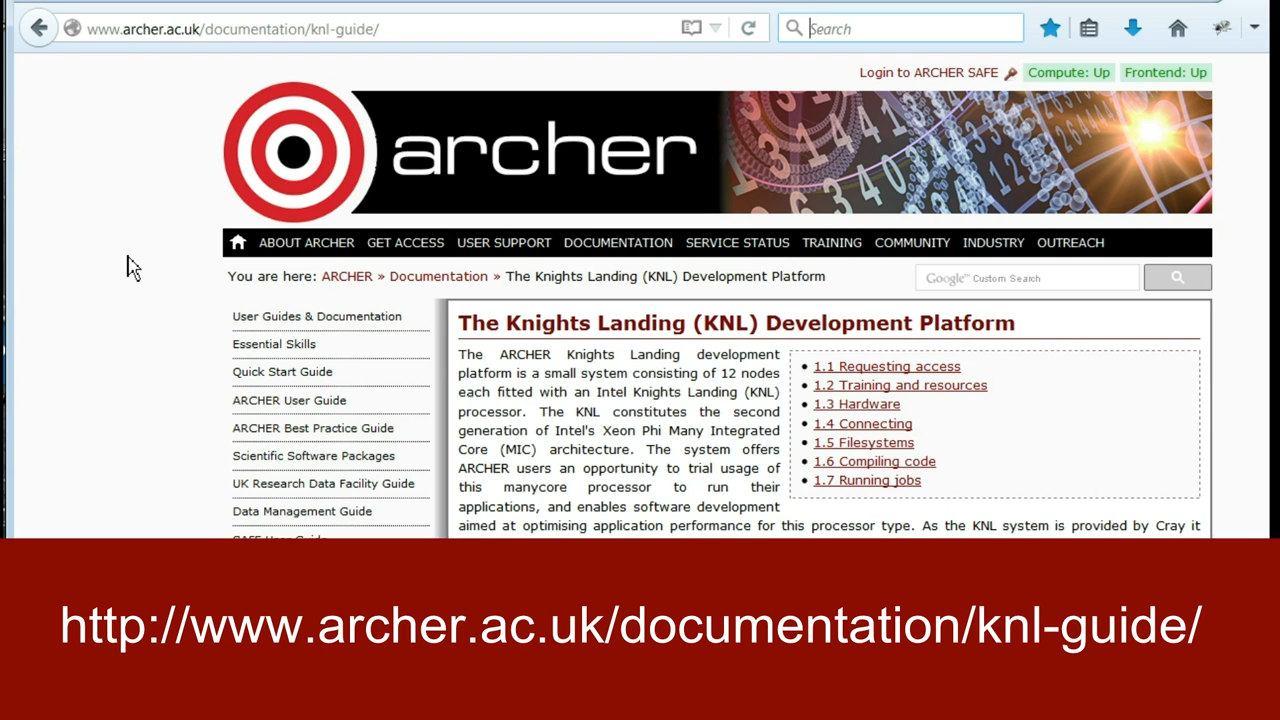 www.archer.ac.uk/documentation/knl-guide/
Search
Login to ARCHER SAFE
Compute: Up
Frontend: Up
archer
ABOUT ARCHER GET ACCESS USER SUPPORT DOCUMENTATION SERVICE STATUS TRAINING COMMUNITY INDUSTRY OUTREACH
You are here: ARCHER » Documentation » The Knights Landing (KNL) Development Platform
Google™ Custom Search
User Guides & Documentation
Essential Skills
Quick Start Guide
ARCHER User Guide
ARCHER Best Practice Guide
Scientific Software Packages
UK Research Data Facility Guide
Data Management Guide
The Knights Landing (KNL) Development Platform
The ARCHER Knights Landing development
platform is a small system consisting of 12 nodes
each fitted with an Intel Knights Landing (KNL)
processor. The KNL constitutes the second
generation of Intel's Xeon Phi Many Integrated
Core (MIC) architecture. The system offers
ARCHER users an opportunity to trial usage of
this manycore processor to run their
applications, and enables software development
aimed at optimising application performance for this processor type. As the KNL system is provided by Cray it
1.1 Requesting access
1.2 Training and resources
1.3 Hardware
1.4 Connecting
1.5 Filesystems
1.6 Compiling code
1.7 Running jobs
http://www.archer.ac.uk/documentation/knl-guide/